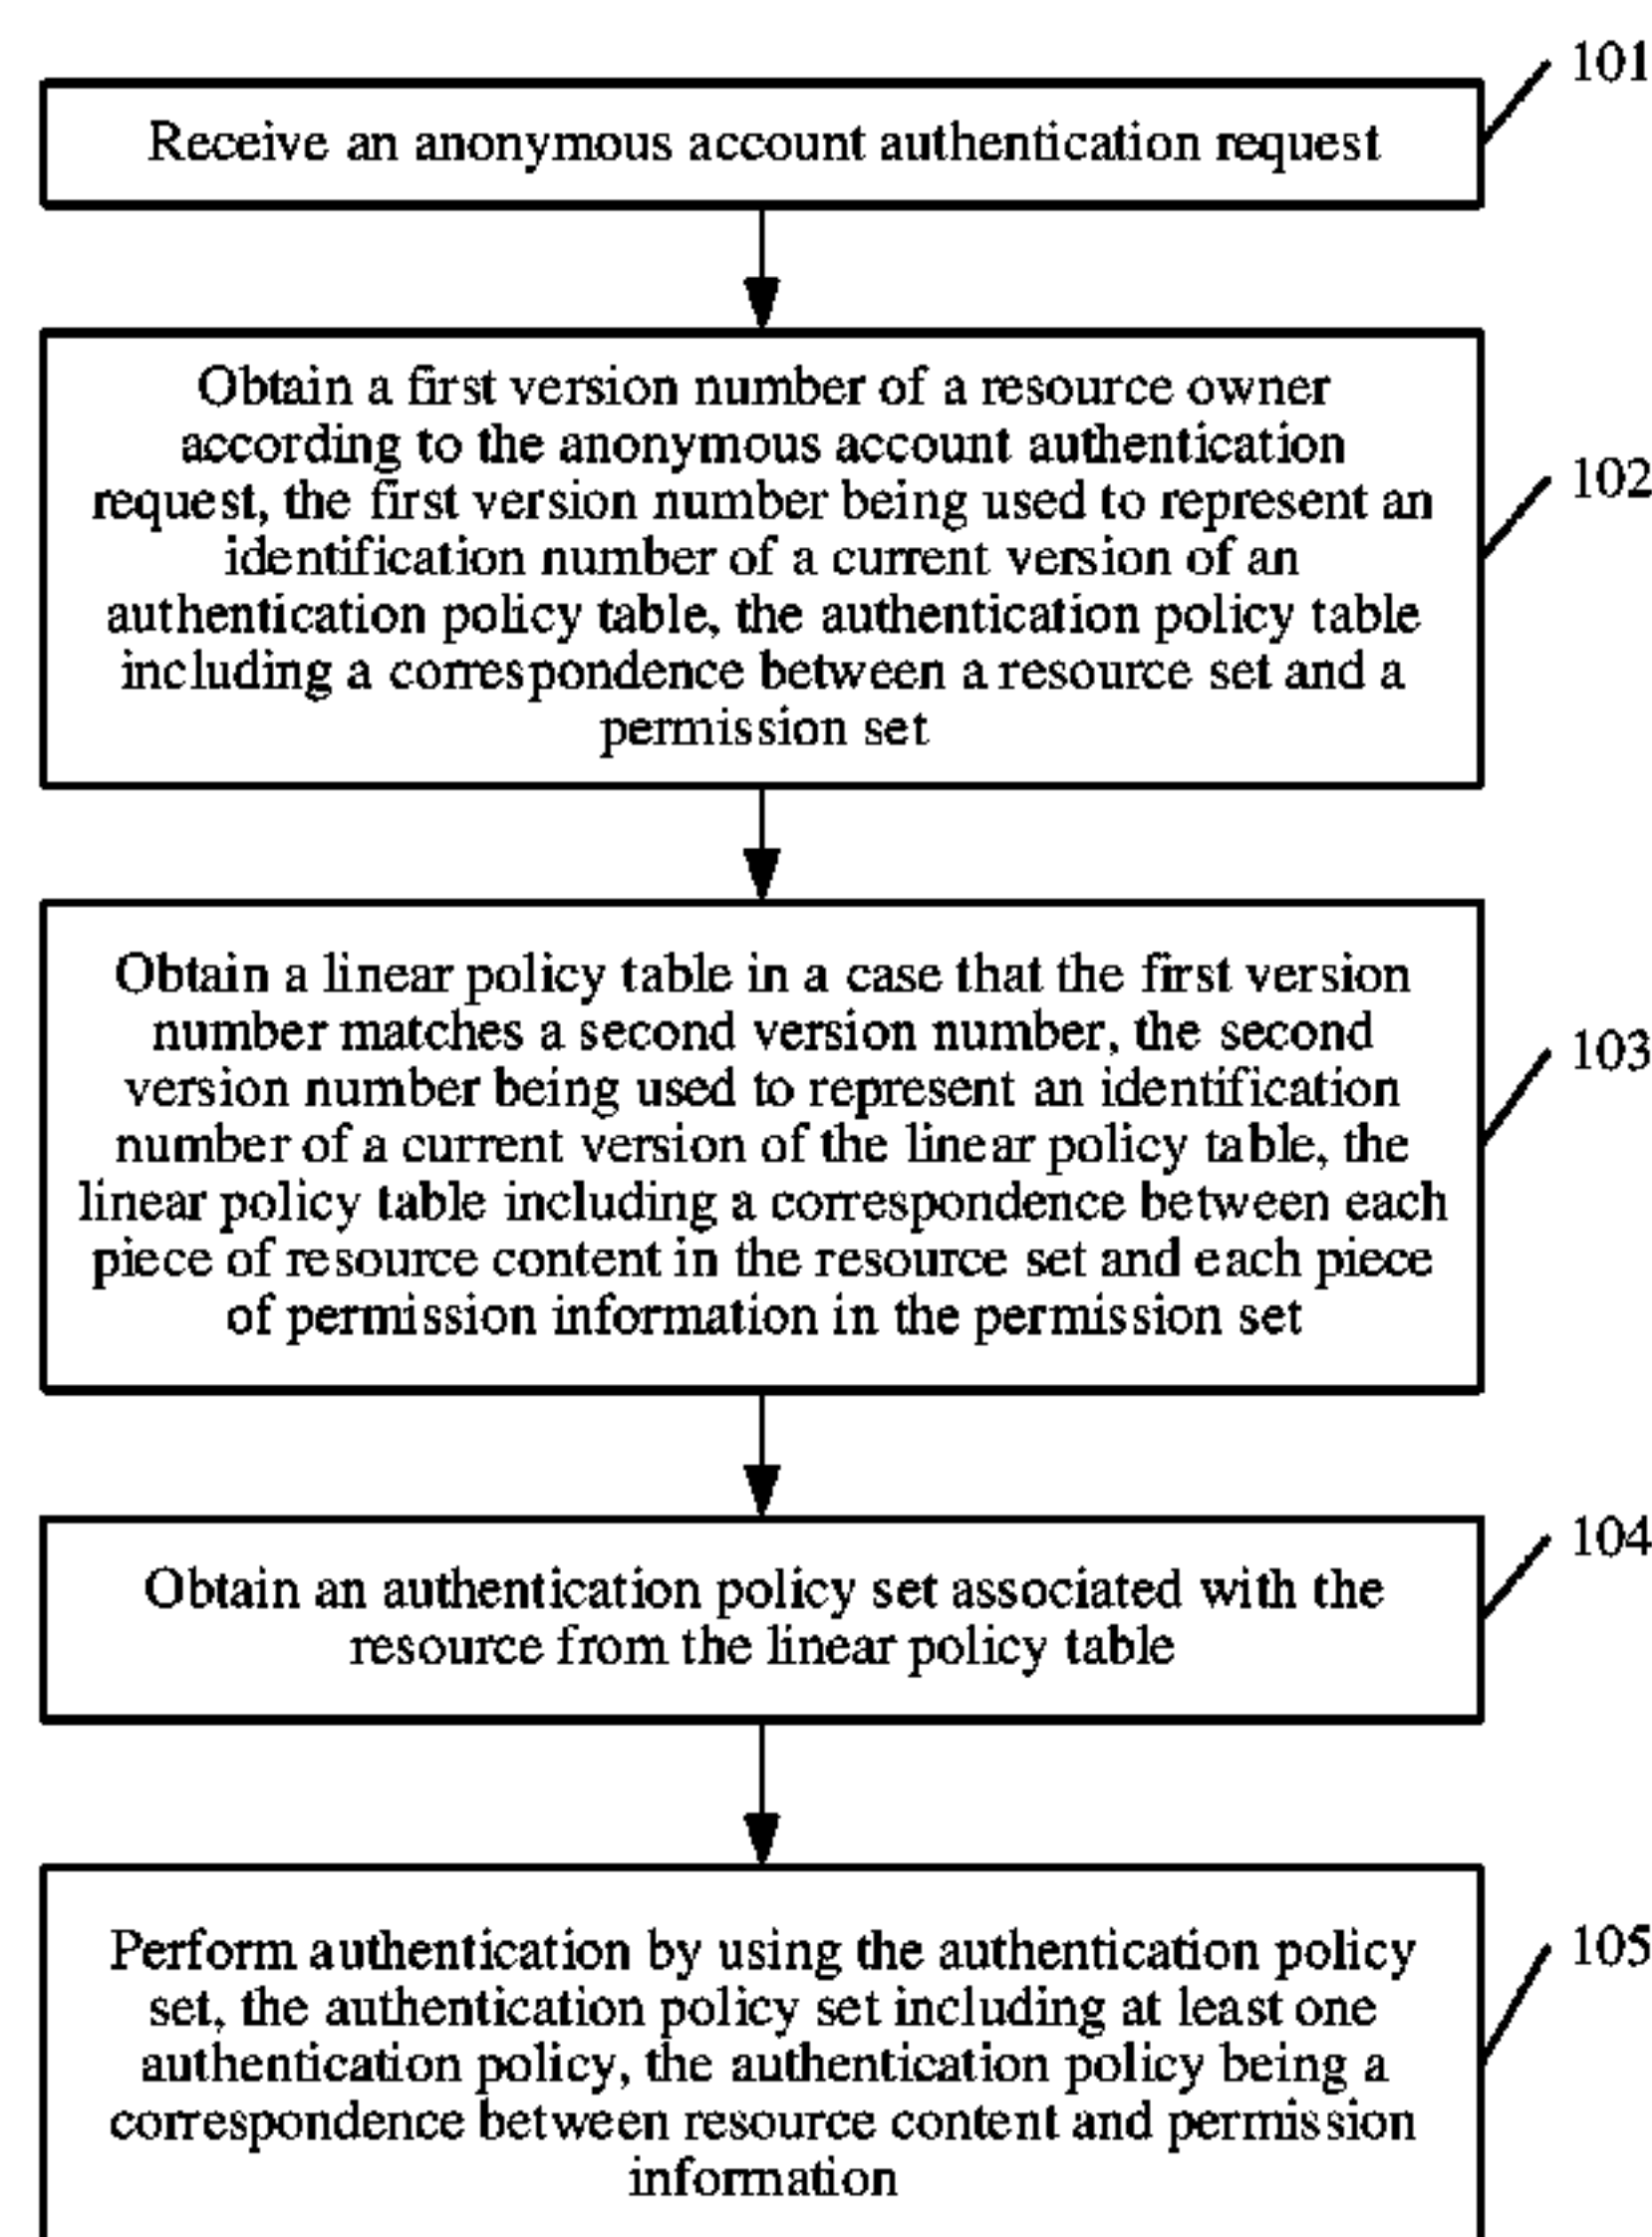 101
Receive an anonymous account authentication request
Obtain a first version number of a resource owner
according to the anonymous account authentication
request, the first version number being used to represent an
identification number of a current version of an
authentication policy table, the authentication policy table
including a correspondence between a resource set and a
permission set
102
Obtain a linear policy table in a case that the first version
number matches a second version number, the second
version number being used to represent an identification
number of a current version of the linear policy table, the
linear policy table including a correspondence between each
piece of resource content in the resource set and each piece
of permission information in the permission set
103
104
Obtain an authentication policy set associated with the
resource from the linear policy table
105
Perform authentication by using the authentication policy
set, the authentication policy set including at least one
authentication policy, the authentication policy being a
correspondence between resource content and permission
information